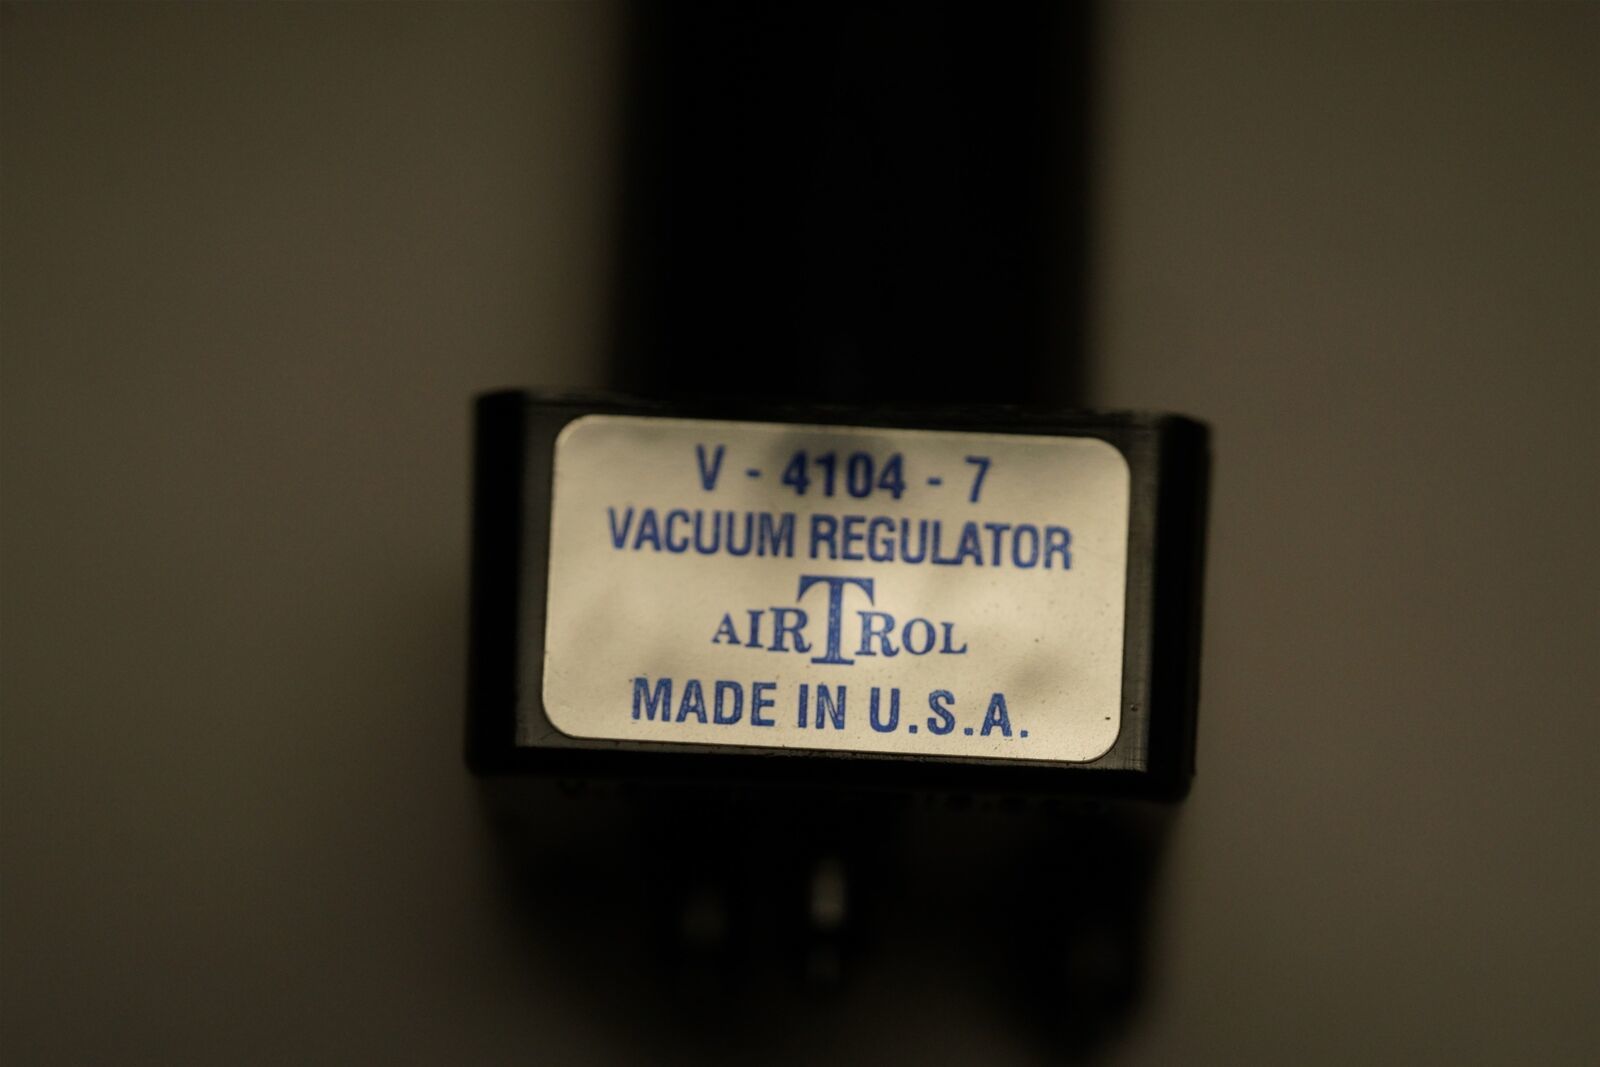 V - 4104 - 7
VACUUM REGULATOR
AIRTROL
MADE IN U.S.A.